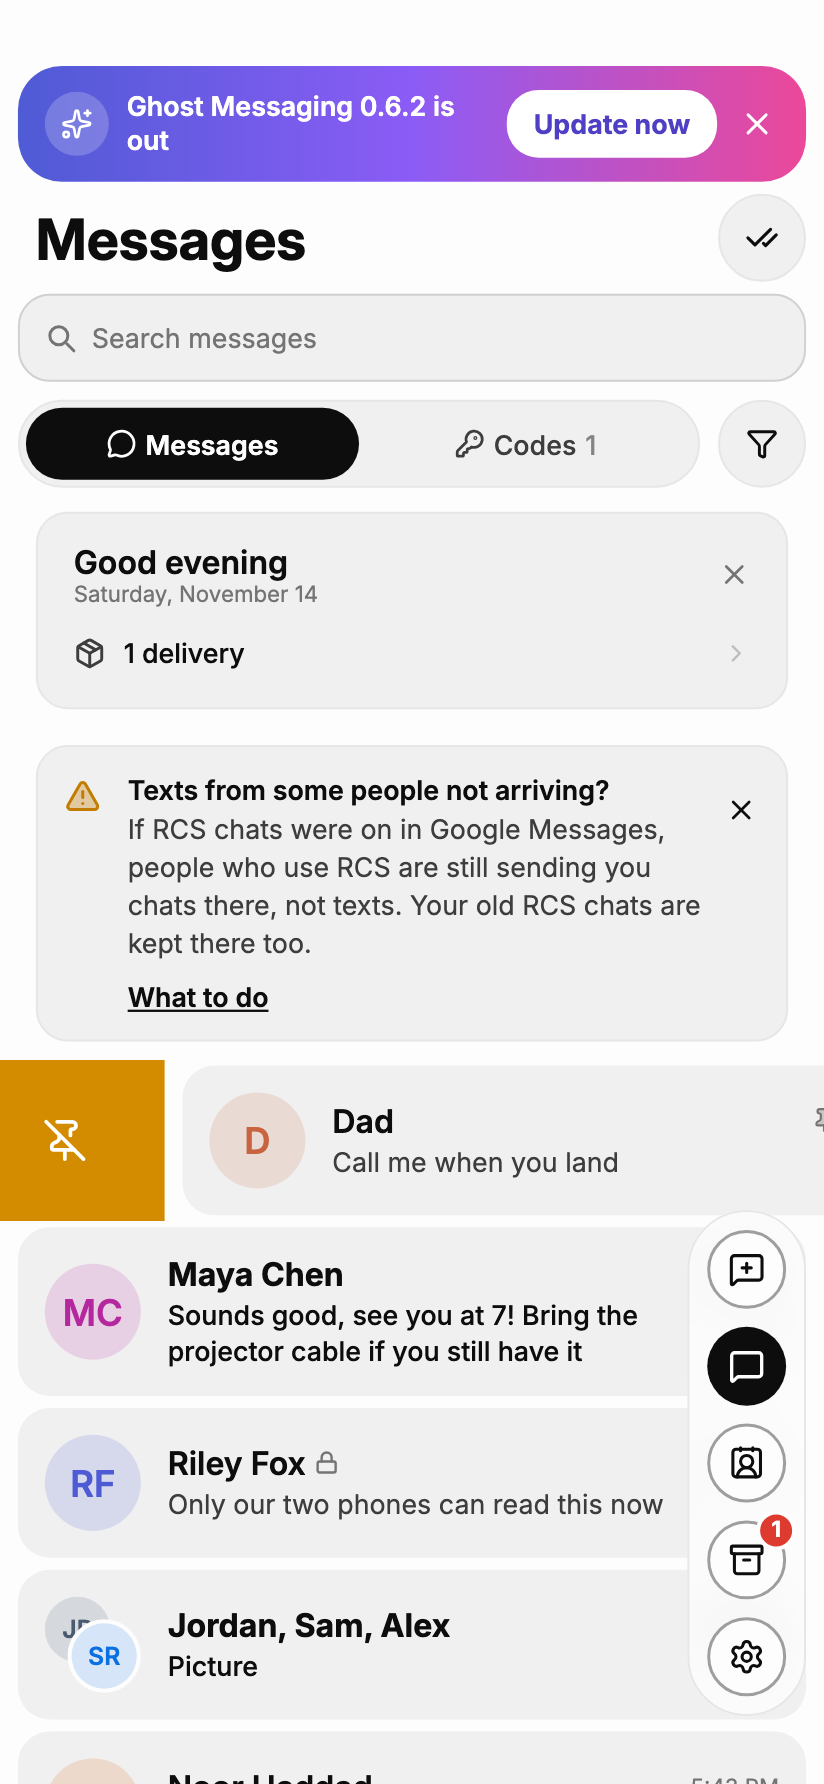 Ghost Messaging 0.6.2 is
out
Update now
Messages
Search messages
Messages
Codes 1
Good evening
Saturday, November 14
1 delivery
Texts from some people not arriving?
If RCS chats were on in Google Messages,
people who use RCS are still sending you
chats there, not texts. Your old RCS chats are
kept there too.
What to do
D
Dad
Call me when you land
MC
Maya Chen
Sounds good, see you at 7! Bring the
projector cable if you still have it
RF
Riley Fox
Only our two phones can read this now
1
SR
Jordan, Sam, Alex
Picture
Noor Haddad
5:42 PM